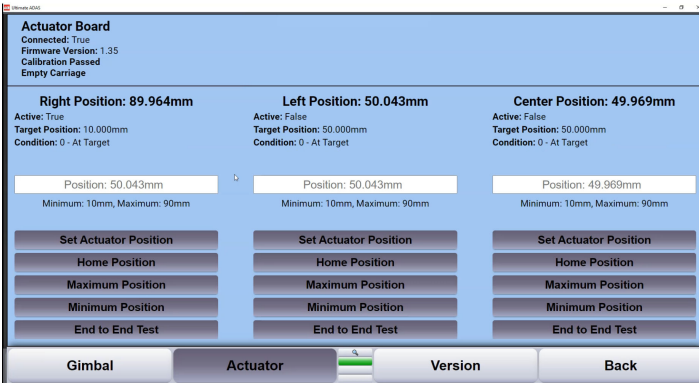 Ultimate ADAS
Actuator Board
Connected: True
Firmware Version: 1.35
Calibration Passed
Empty Carriage
Right Position: 89.964mm
Active: True
Target Position: 10.000mm
Condition: 0 - At Target
Position: 50.043mm
Minimum: 10mm, Maximum: 90mm
Set Actuator Position
Home Position
Maximum Position
Minimum Position
End to End Test
Left Position: 50.043mm
Active: False
Target Position: 50.000mm
Condition: 0 - At Target
Position: 50.043mm
Minimum: 10mm, Maximum: 90mm
Set Actuator Position
Home Position
Maximum Position
Minimum Position
End to End Test
Center Position: 49.969mm
Active: False
Target Position: 50.000mm
Condition: 0 - At Target
Position: 49.969mm
Minimum: 10mm, Maximum: 90mm
Set Actuator Position
Home Position
Maximum Position
Minimum Position
End to End Test
Gimbal
Actuator
Version
Back